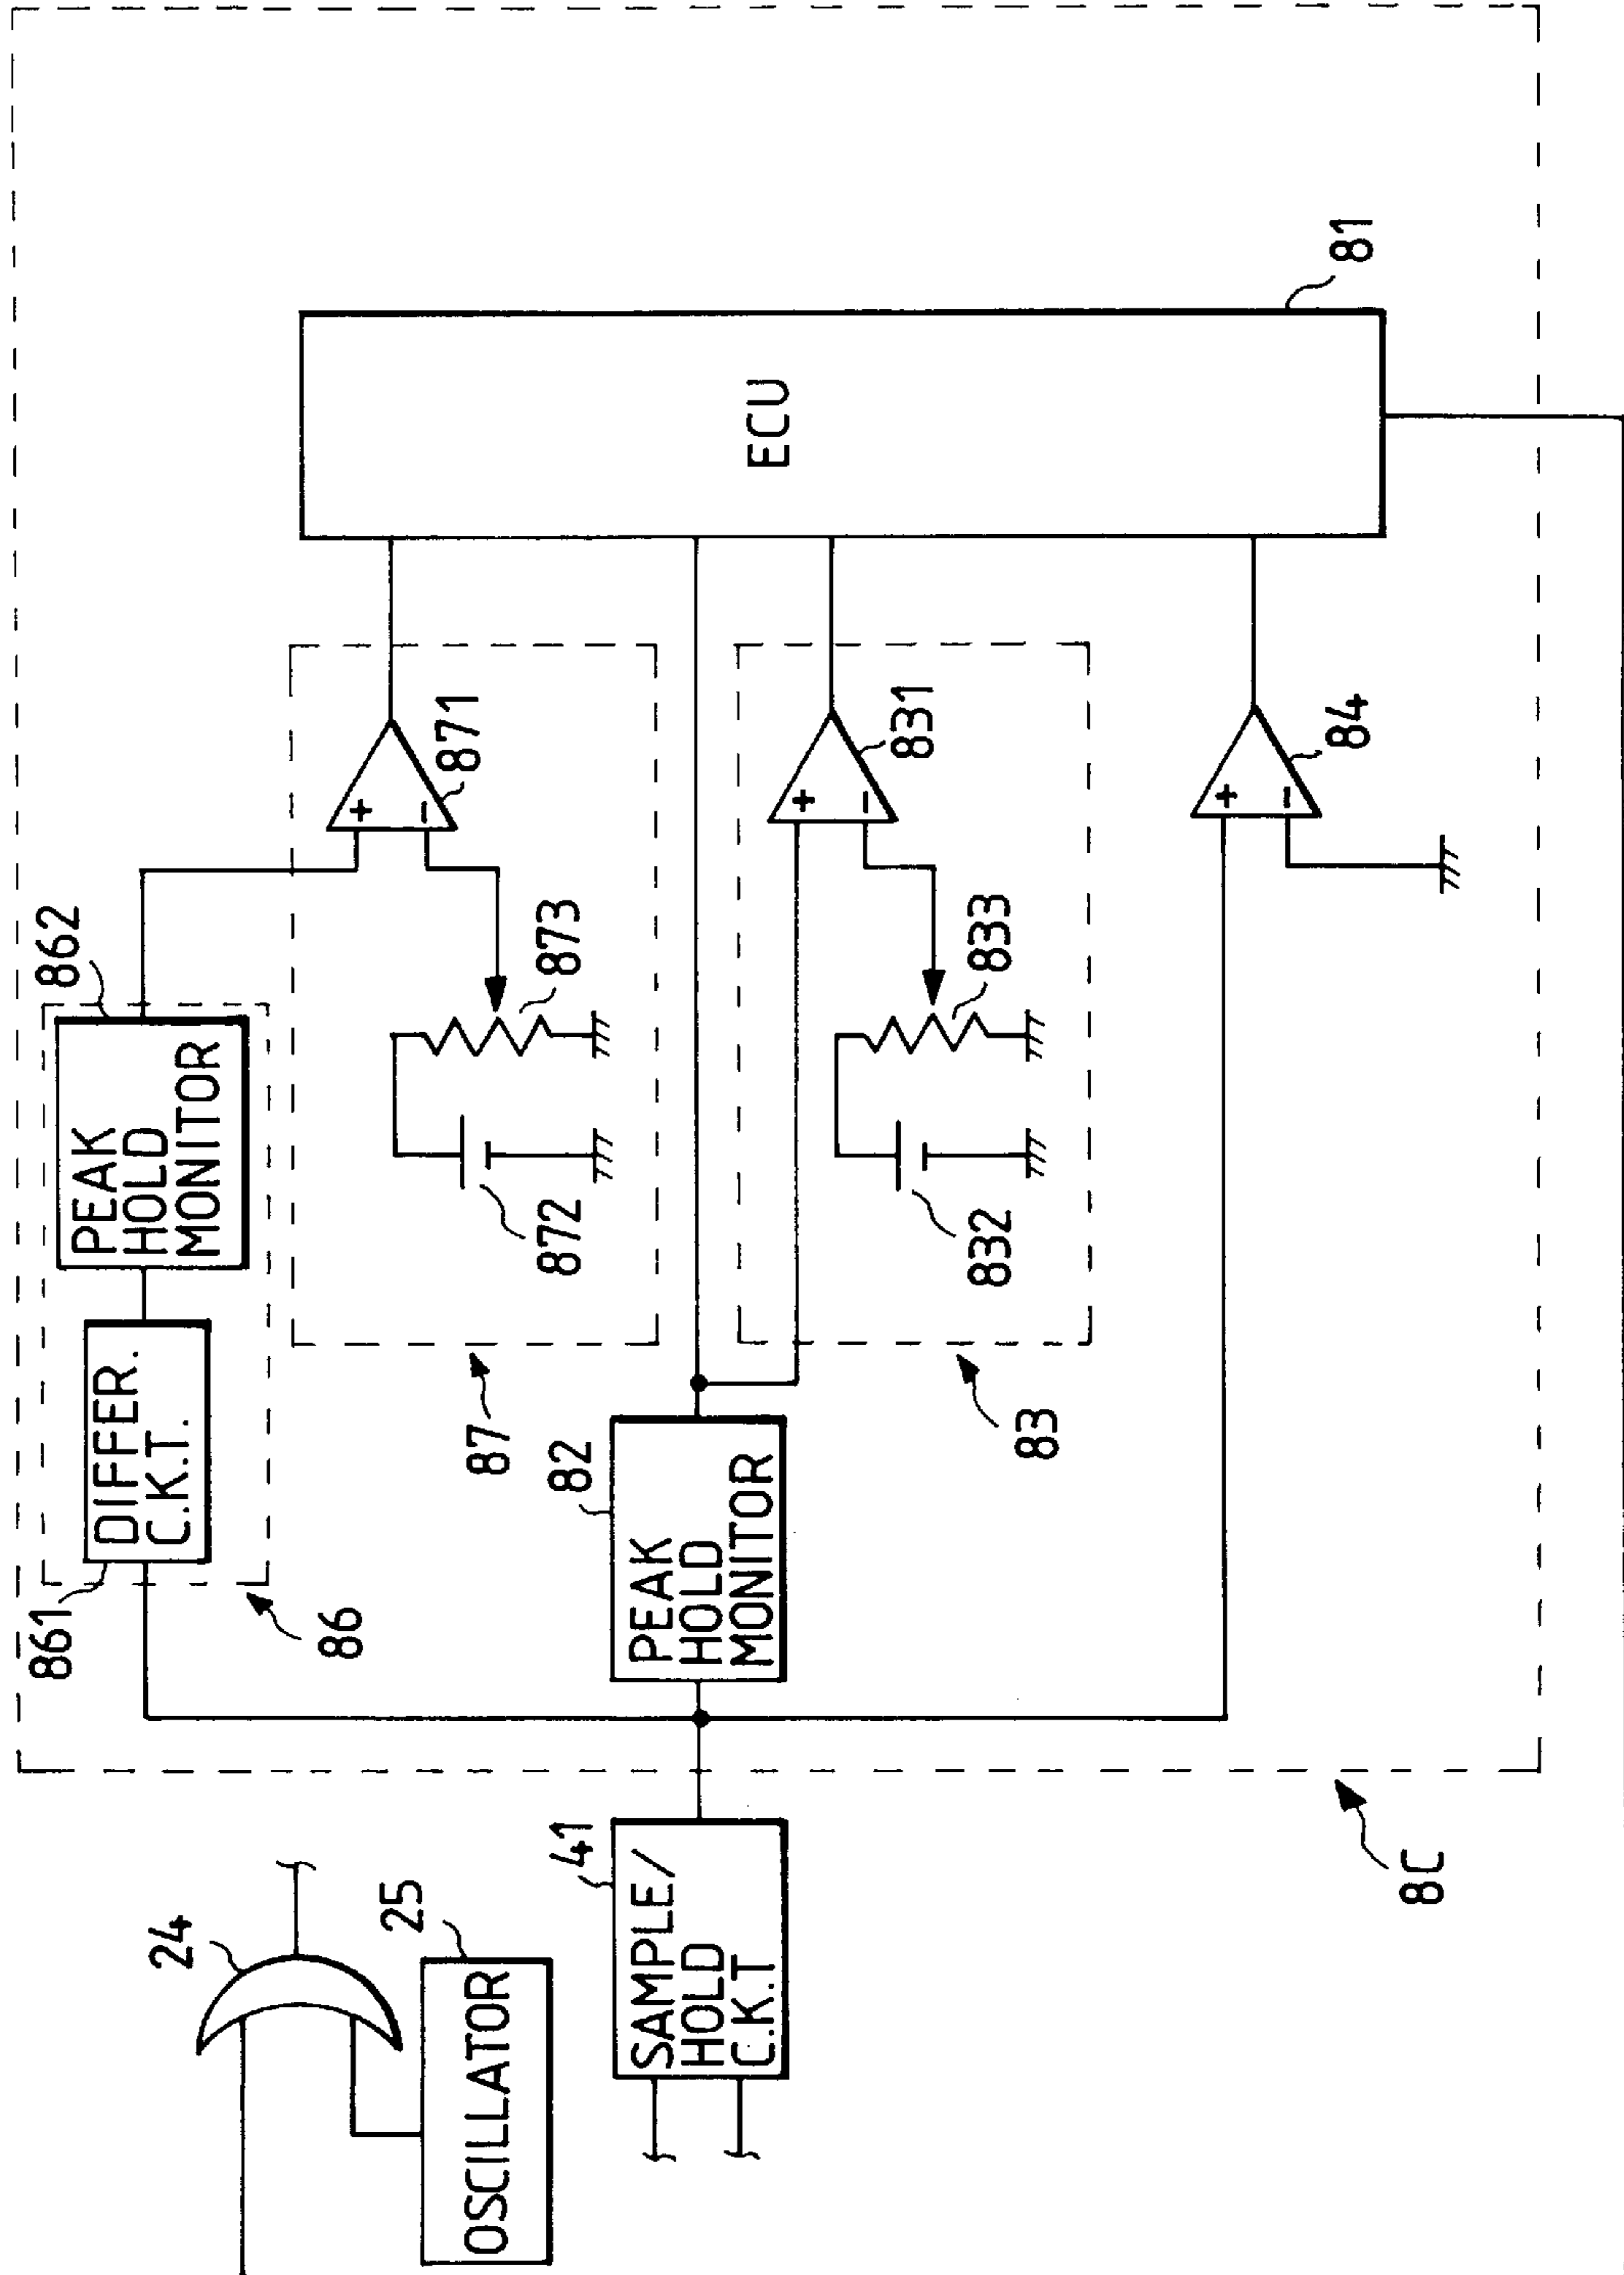 24
25
OSCILLATOR
41
SAMPLE/
HOLD
C.K.T
8C
861
DIFFER.
C.K.T.
86
862
PEAK
HOLD
MONITOR
87
872
873
871
+
−
82
PEAK
HOLD
MONITOR
83
832
833
831
+
−
84
+
−
ECU
81